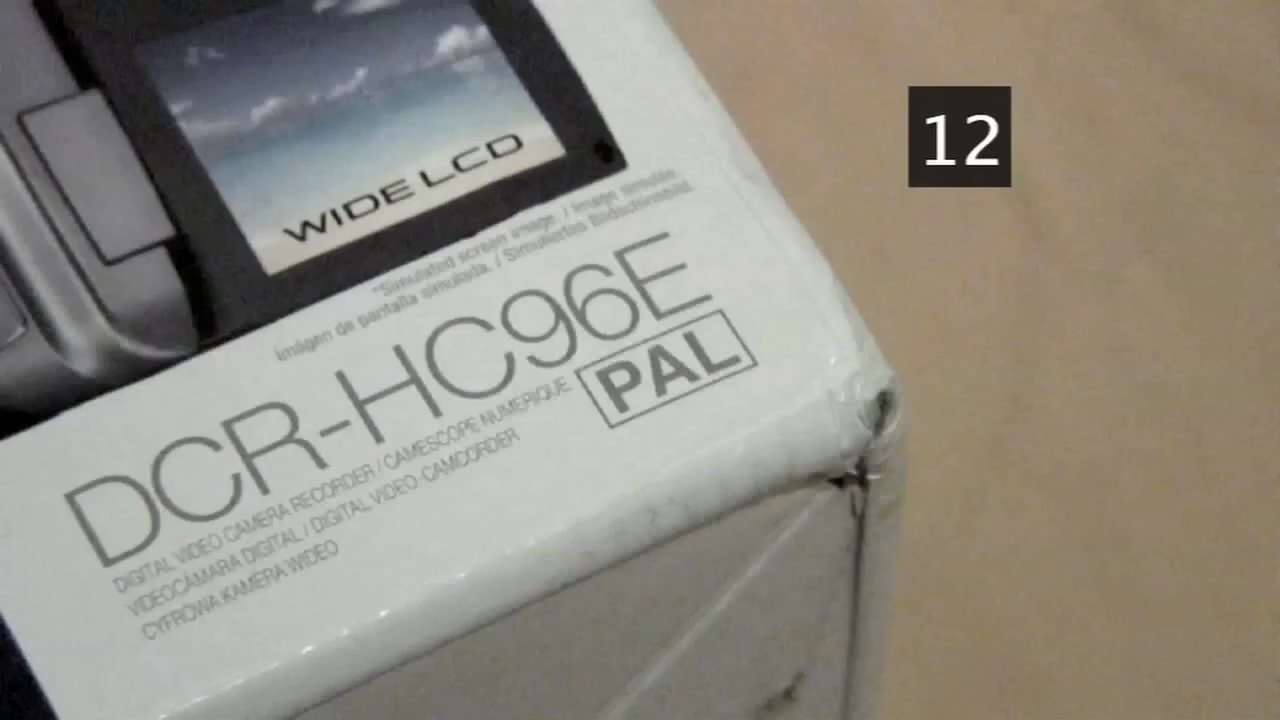 12
WIDE LCD
*Simulated screen image. / Image simulée.
Imágen de pantalla simulada. / Simuliertes Bildschirmbild.
DCR-HC96E
PAL
DIGITAL VIDEO CAMERA RECORDER / CAMESCOPE NUMERIQUE
VIDEOCÁMARA DIGITAL / DIGITAL VIDEO-CAMCORDER
CYFROWA KAMERA WIDEO